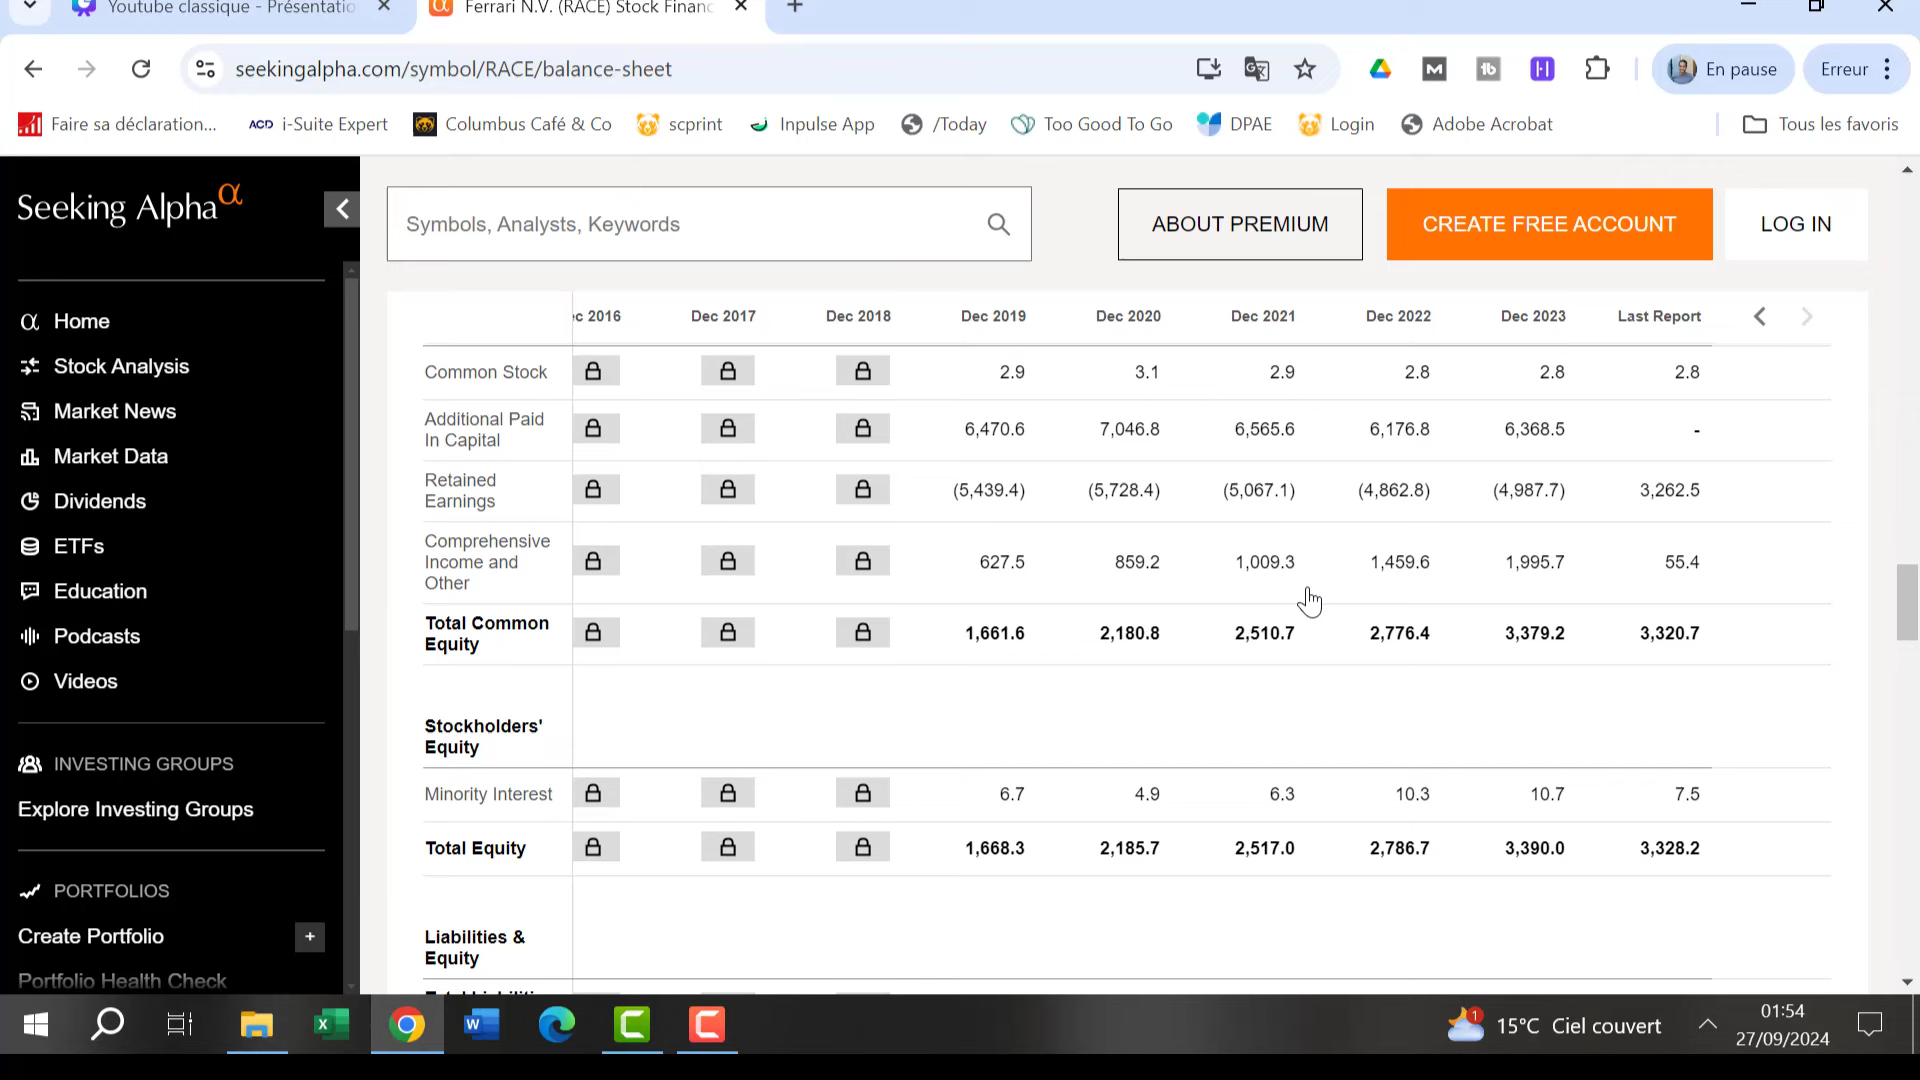 Youtube classique - Présentatio
Ferrari N.V. (RACE) Stock Financ
seekingalpha.com/symbol/RACE/balance-sheet
En pause
Erreur
Faire sa déclaration...
ACD i-Suite Expert
Columbus Café & Co
scprint
Inpulse App
/Today
Too Good To Go
DPAE
Login
Adobe Acrobat
Tous les favoris
Seeking Alpha α
Symbols, Analysts, Keywords
ABOUT PREMIUM
CREATE FREE ACCOUNT
LOG IN
Home
Stock Analysis
Market News
Market Data
Dividends
ETFs
Education
Podcasts
Videos
INVESTING GROUPS
Explore Investing Groups
PORTFOLIOS
Create Portfolio +
Portfolio Health Check
c 2016 Dec 2017 Dec 2018 Dec 2019 Dec 2020 Dec 2021 Dec 2022 Dec 2023 Last Report
Common Stock 2.9 3.1 2.9 2.8 2.8 2.8
Additional Paid
In Capital 6,470.6 7,046.8 6,565.6 6,176.8 6,368.5 -
Retained
Earnings (5,439.4) (5,728.4) (5,067.1) (4,862.8) (4,987.7) 3,262.5
Comprehensive
Income and
Other 627.5 859.2 1,009.3 1,459.6 1,995.7 55.4
Total Common
Equity 1,661.6 2,180.8 2,510.7 2,776.4 3,379.2 3,320.7
Stockholders'
Equity
Minority Interest 6.7 4.9 6.3 10.3 10.7 7.5
Total Equity 1,668.3 2,185.7 2,517.0 2,786.7 3,390.0 3,328.2
Liabilities &
Equity
1
15°C Ciel couvert
01:54
27/09/2024